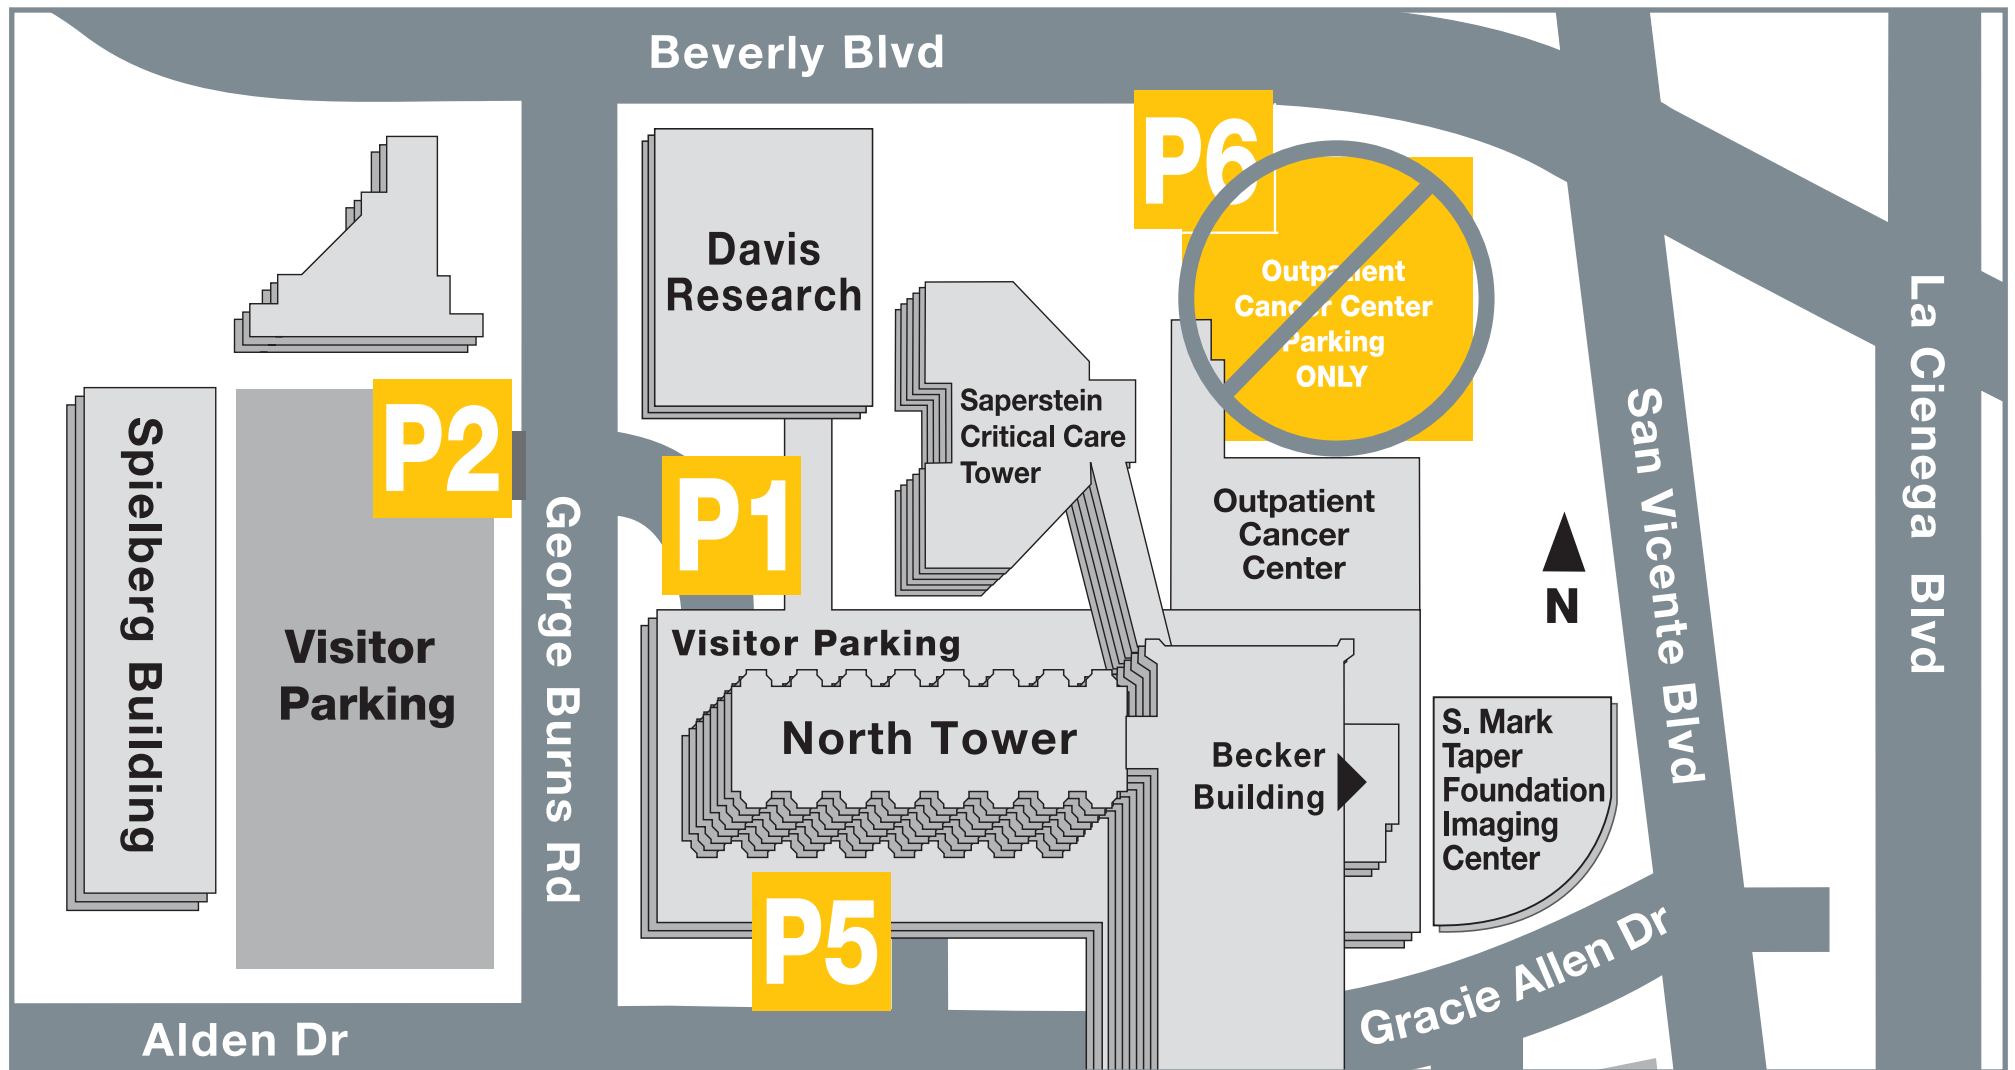 Beverly Blvd
P6
Outpatient
Cancer Center
Parking
ONLY
Davis
Research
Saperstein
Critical Care
Tower
P2
P1
Outpatient
Cancer
Center
N
Spielberg Building
Visitor
Parking
George Burns Rd
Visitor Parking
North Tower
Becker
Building
S. Mark
Taper
Foundation
Imaging
Center
San Vicente Blvd
La Cienega Blvd
P5
Gracie Allen Dr
Alden Dr